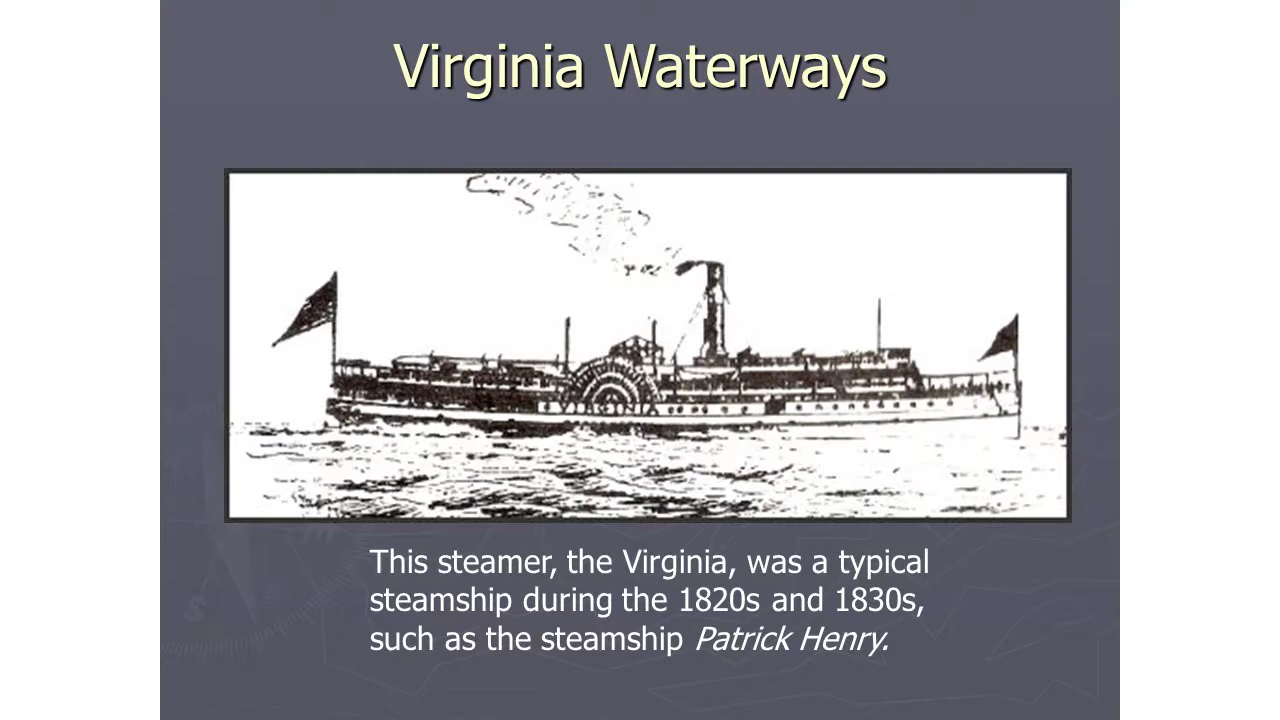 Virginia Waterways
VIRGINIA
This steamer, the Virginia, was a typical
steamship during the 1820s and 1830s,
such as the steamship Patrick Henry.